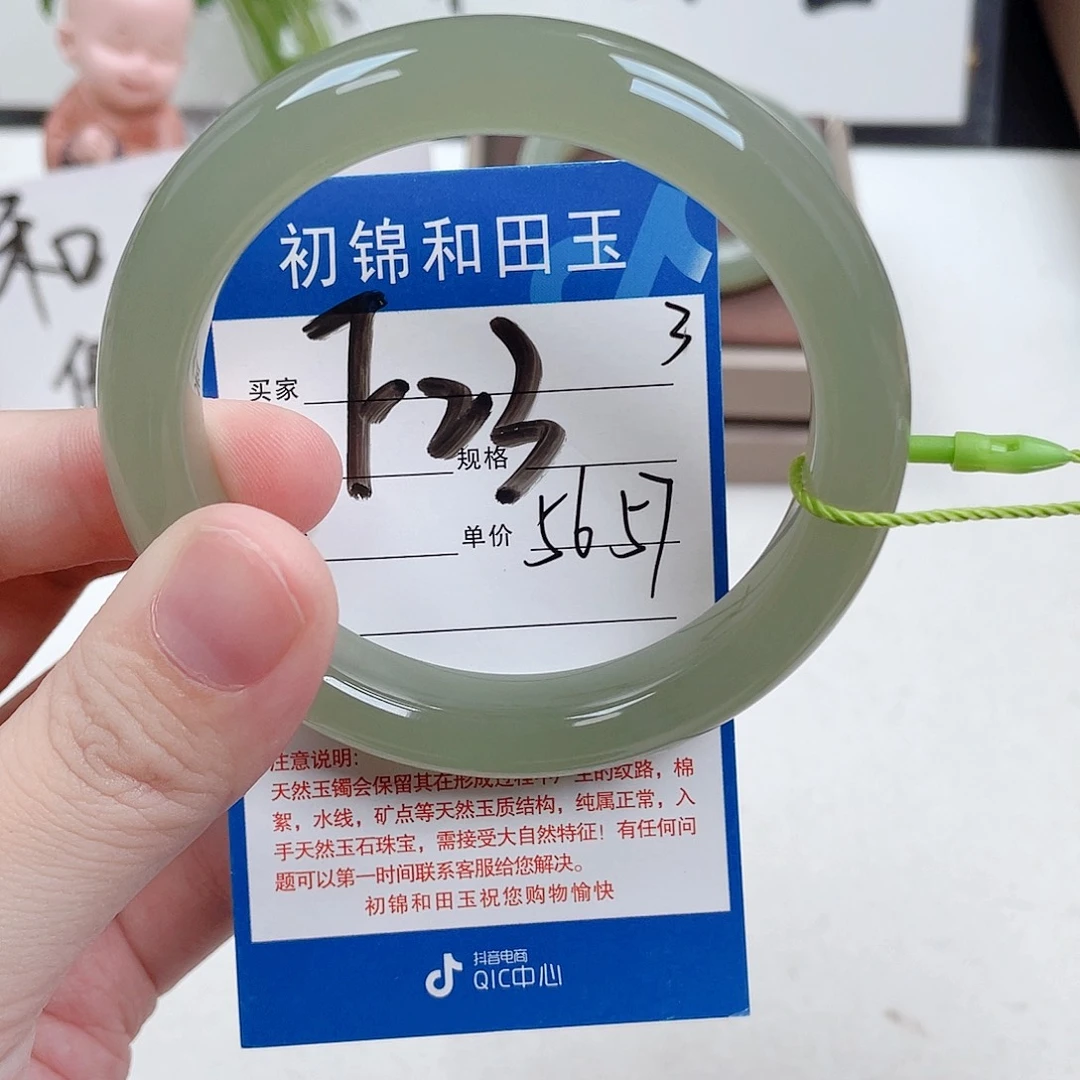 初锦和田玉
3
买家
F23
规格
单价 5657
注意说明:
天然玉镯会保留其在形成过程中产生的纹路，棉
絮，水线，矿点等天然玉质结构，纯属正常，入
手天然玉石珠宝，需接受大自然特征！有任何问
题可以第一时间联系客服给您解决。
初锦和田玉祝您购物愉快
抖音电商
QIC中心
和